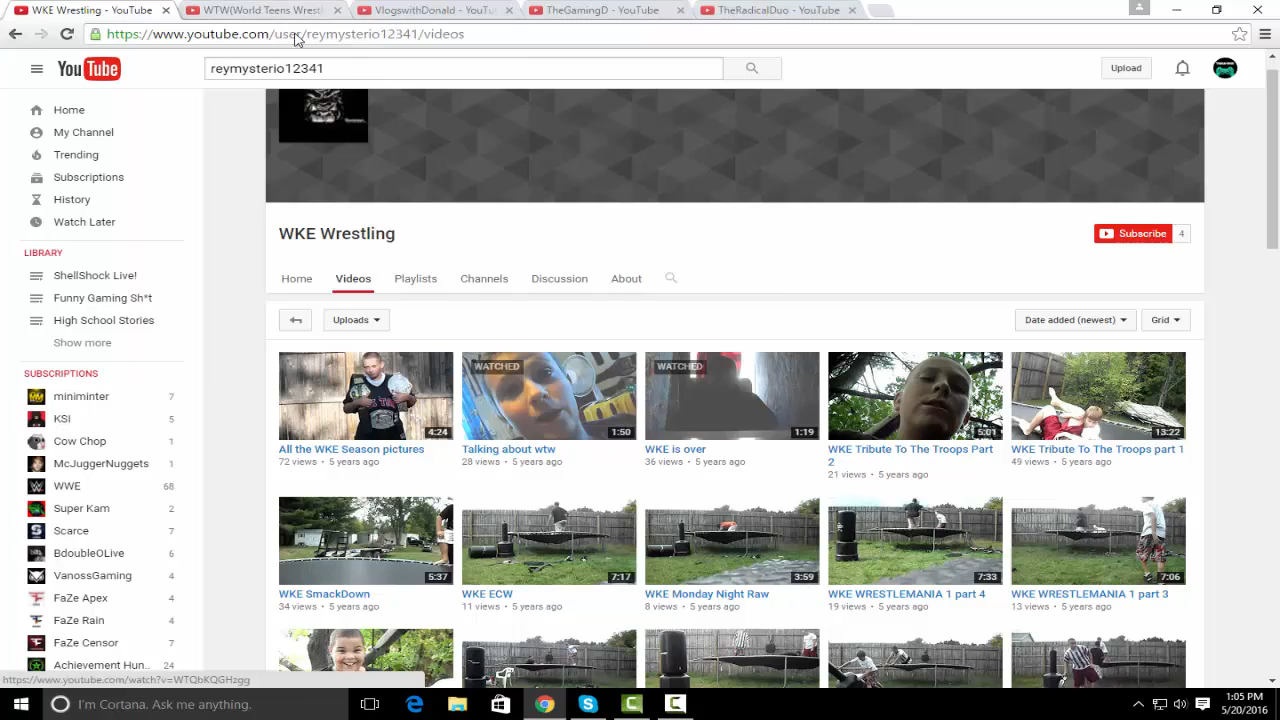 WKE Wrestling - YouTube
WTW(World Teens Wrest
VlogswithDonald - YouTu
TheGamingD - YouTube
TheRadicalDuo - YouTube
https://www.youtube.com/user/reymysterio12341/videos
YouTube
reymysterio12341
Upload
Home
My Channel
Trending
Subscriptions
History
Watch Later
LIBRARY
ShellShock Live!
Funny Gaming Sh*t
High School Stories
Show more
SUBSCRIPTIONS
miniminter 7
KSI 5
Cow Chop 1
McJuggerNuggets 1
WWE 68
Super Kam 2
Scarce 7
BdoubleOLive 6
VanossGaming 4
FaZe Apex 4
FaZe Rain 4
FaZe Censor 7
Achievement Hun.. 24
WKE Wrestling
Subscribe 4
Home Videos Playlists Channels Discussion About
Uploads
Date added (newest) Grid
4:24
All the WKE Season pictures
72 views • 5 years ago
WATCHED
1:50
Talking about wtw
28 views • 5 years ago
WATCHED
1:19
WKE is over
36 views • 5 years ago
5:01
WKE Tribute To The Troops Part
2
21 views • 5 years ago
13:22
WKE Tribute To The Troops part 1
49 views • 5 years ago
5:37
WKE SmackDown
34 views • 5 years ago
7:17
WKE ECW
11 views • 5 years ago
3:59
WKE Monday Night Raw
8 views • 5 years ago
7:33
WKE WRESTLEMANIA 1 part 4
19 views • 5 years ago
7:06
WKE WRESTLEMANIA 1 part 3
13 views • 5 years ago
https://www.youtube.com/watch?v=WTQbKQGHzgg
I'm Cortana. Ask me anything.
1:05 PM
5/20/2016